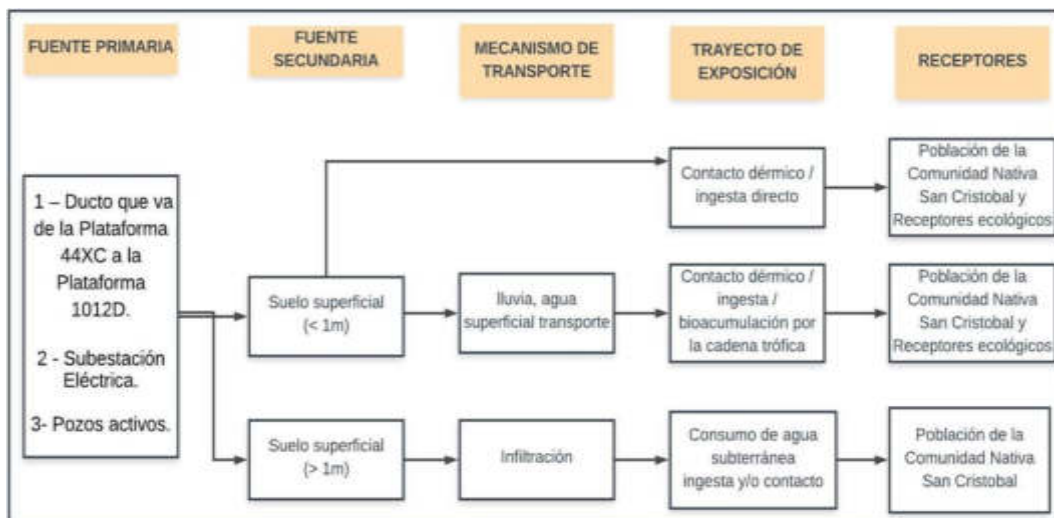 FUENTE PRIMARIA
FUENTE
SECUNDARIA
MECANISMO DE
TRANSPORTE
TRAYECTO DE
EXPOSICIÓN
RECEPTORES
1 – Ducto que va
de la Plataforma
44XC a la
Plataforma
1012D.
2 - Subestación
Eléctrica.
3- Pozos activos.
Contacto dérmico /
ingesta directo
Población de la
Comunidad Nativa
San Cristobal y
Receptores ecológicos
Suelo superficial
(< 1m)
lluvia, agua
superficial transporte
Contacto dérmico /
ingesta /
bioacumulación por
la cadena trófica
Población de la
Comunidad Nativa
San Cristobal y
Receptores ecológicos
Suelo superficial
(> 1m)
Infiltración
Consumo de agua
subterránea
ingesta y/o contacto
Población de la
Comunidad Nativa
San Cristobal